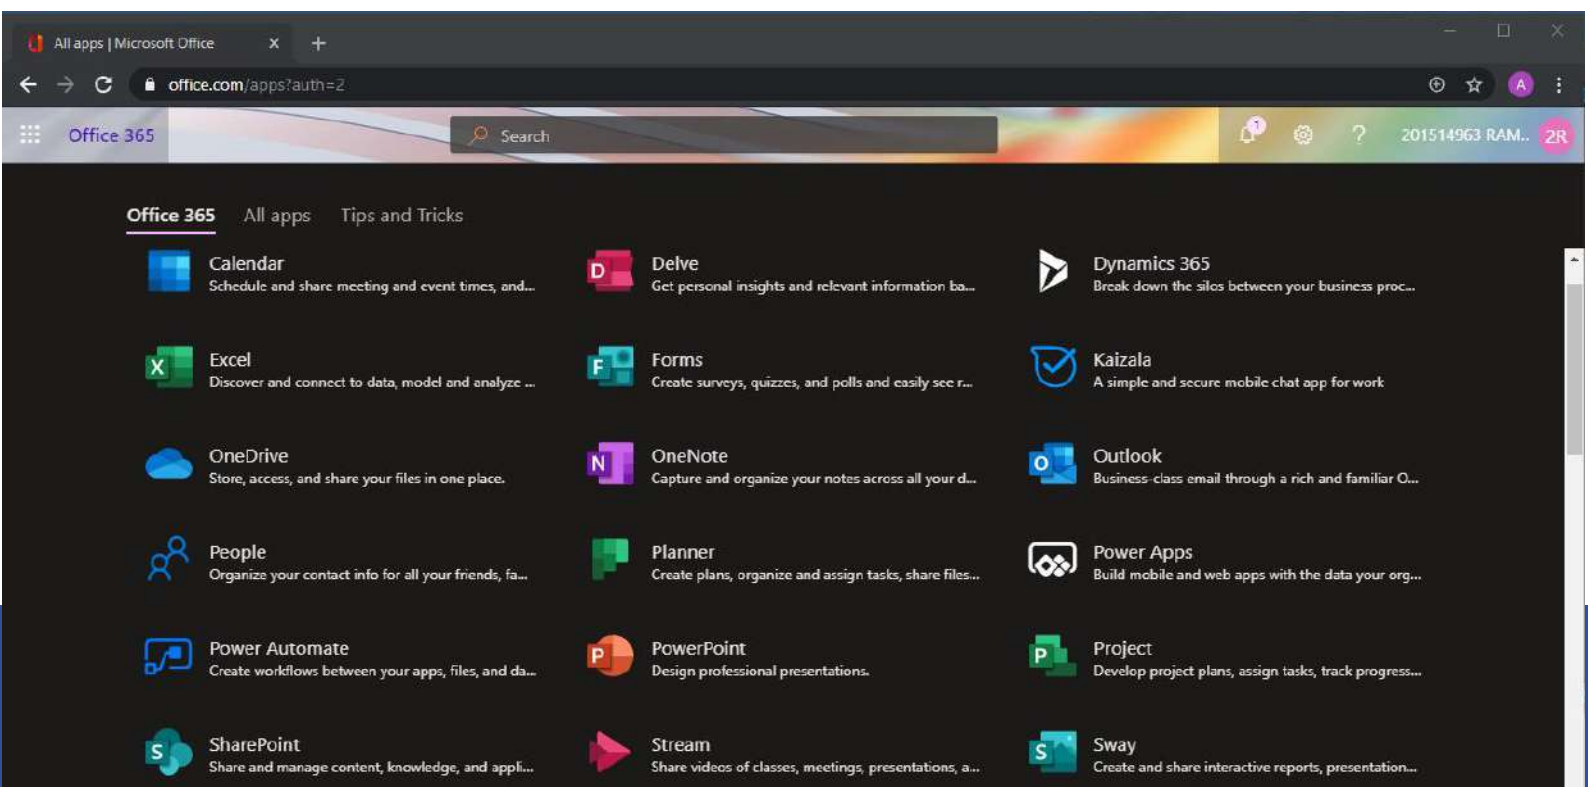 All apps | Microsoft Office
office.com/apps?auth=2
A
Office 365
Search
1
?
201514963 RAM..
2R
Office 365 All apps Tips and Tricks
Calendar
Schedule and share meeting and event times, and...
D
Delve
Get personal insights and relevant information ba...
Dynamics 365
Break down the silos between your business proc...
X
Excel
Discover and connect to data, model and analyze ...
F
Forms
Create surveys, quizzes, and polls and easily see r...
Kaizala
A simple and secure mobile chat app for work
OneDrive
Store, access, and share your files in one place.
N
OneNote
Capture and organize your notes across all your d...
O
Outlook
Business-class email through a rich and familiar O...
People
Organize your contact info for all your friends, fa...
Planner
Create plans, organize and assign tasks, share files...
Power Apps
Build mobile and web apps with the data your org...
Power Automate
Create workflows between your apps, files, and da...
P
PowerPoint
Design professional presentations.
P
Project
Develop project plans, assign tasks, track progress...
S
SharePoint
Share and manage content, knowledge, and appli...
Stream
Share videos of classes, meetings, presentations, a...
S
Sway
Create and share interactive reports, presentation...